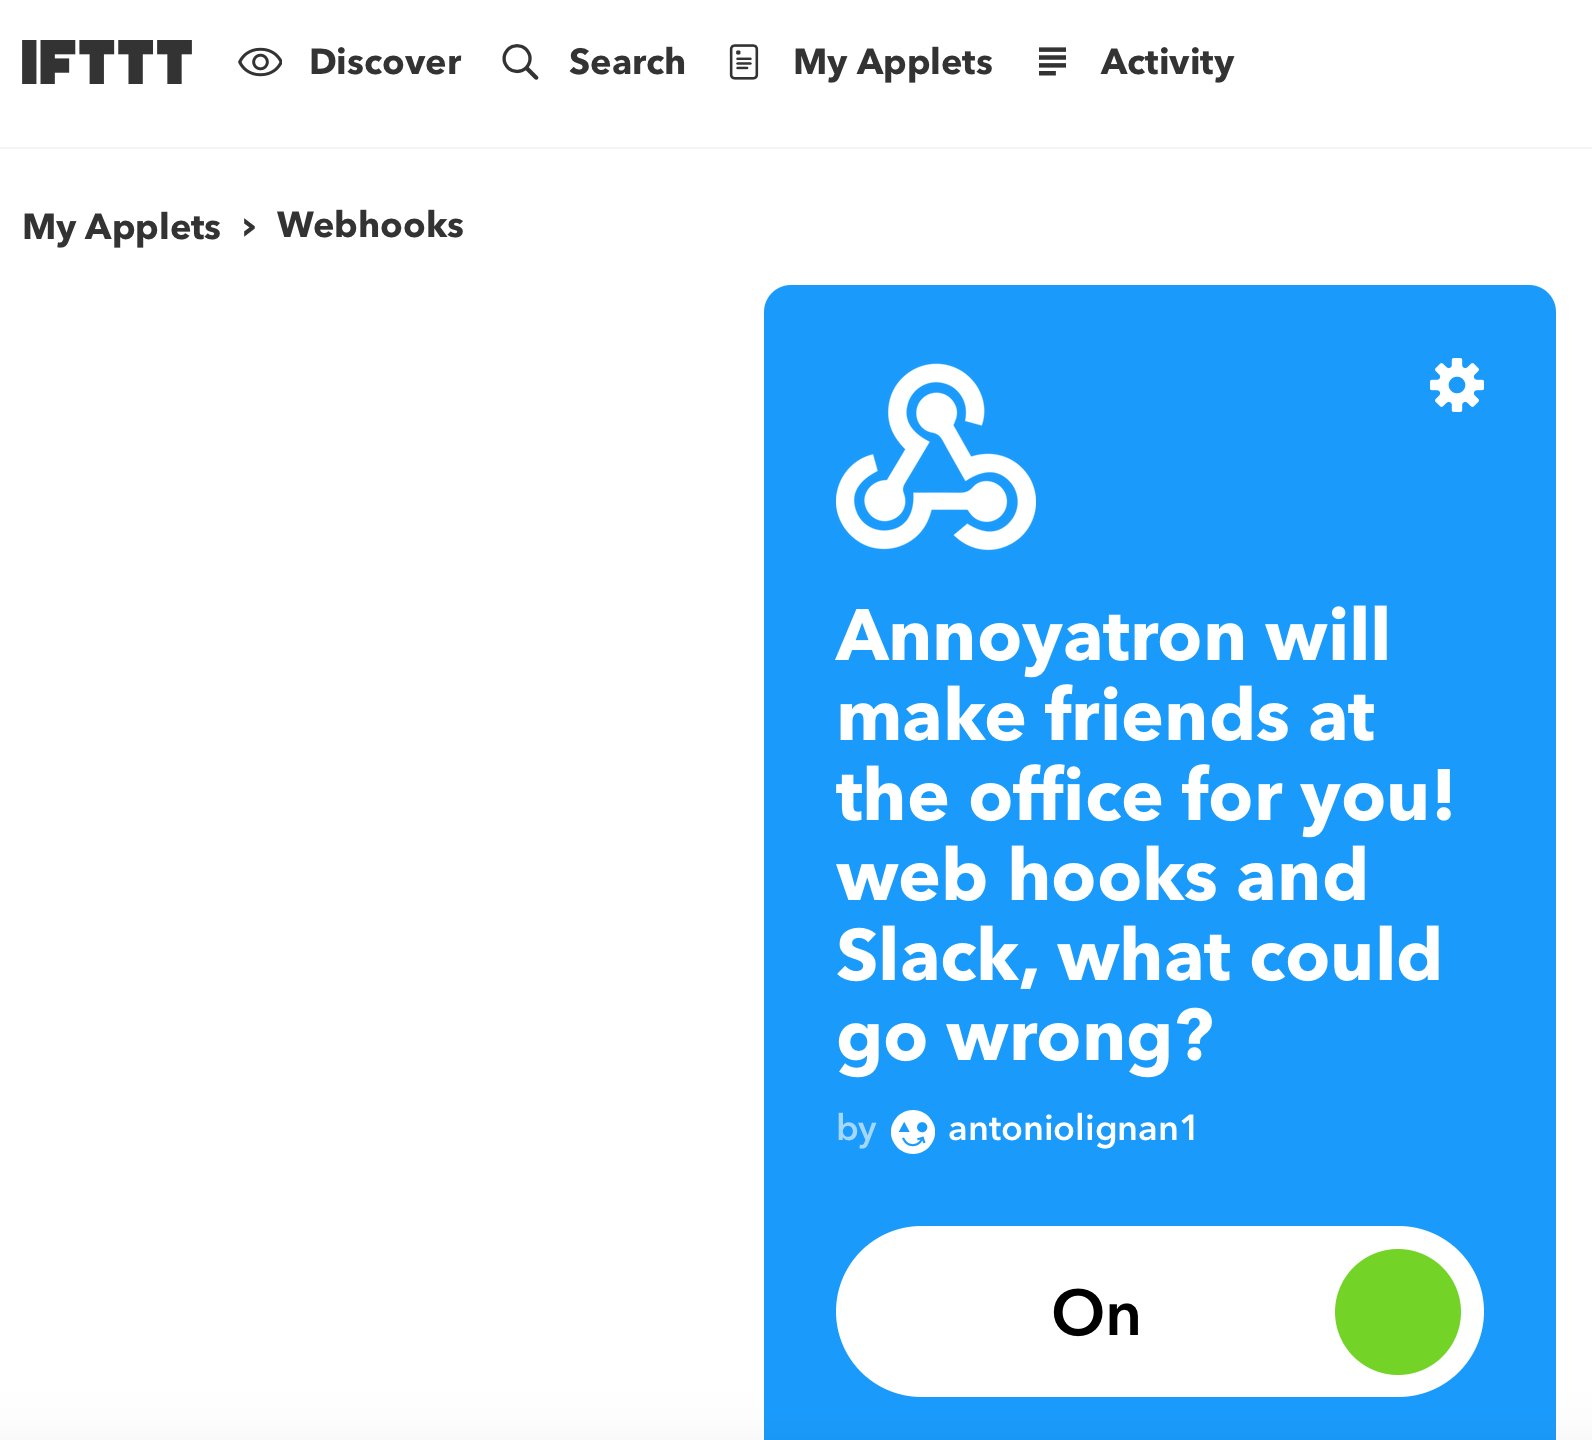 IFTTT Discover Search My Applets Activity
My Applets › Webhooks
Annoyatron will
make friends at
the office for you!
web hooks and
Slack, what could
go wrong?
by antoniolignan1
On